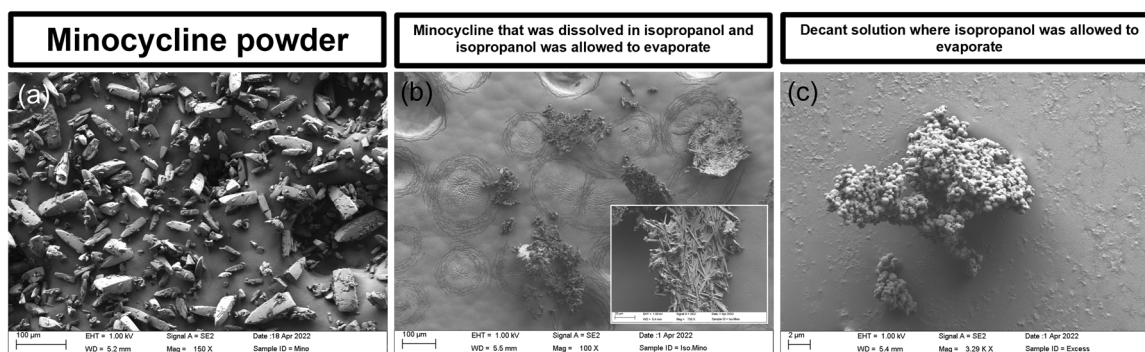 Minocycline powder
Minocycline that was dissolved in isopropanol and
isopropanol was allowed to evaporate
Decant solution where isopropanol was allowed to
evaporate
(a)
100 µm
EHT = 1.00 kV
Signal A = SE2
Date :18 Apr 2022
WD = 5.2 mm
Mag = 150 X
Sample ID = Mino
(b)
100 µm
EHT = 1.00 kV
Signal A = SE2
Date :1 Apr 2022
WD = 5.5 mm
Mag = 100 X
Sample ID = Iso.Mino
(c)
2 µm
EHT = 1.00 kV
Signal A = SE2
Date :1 Apr 2022
WD = 5.4 mm
Mag = 3.29 K X
Sample ID = Excess